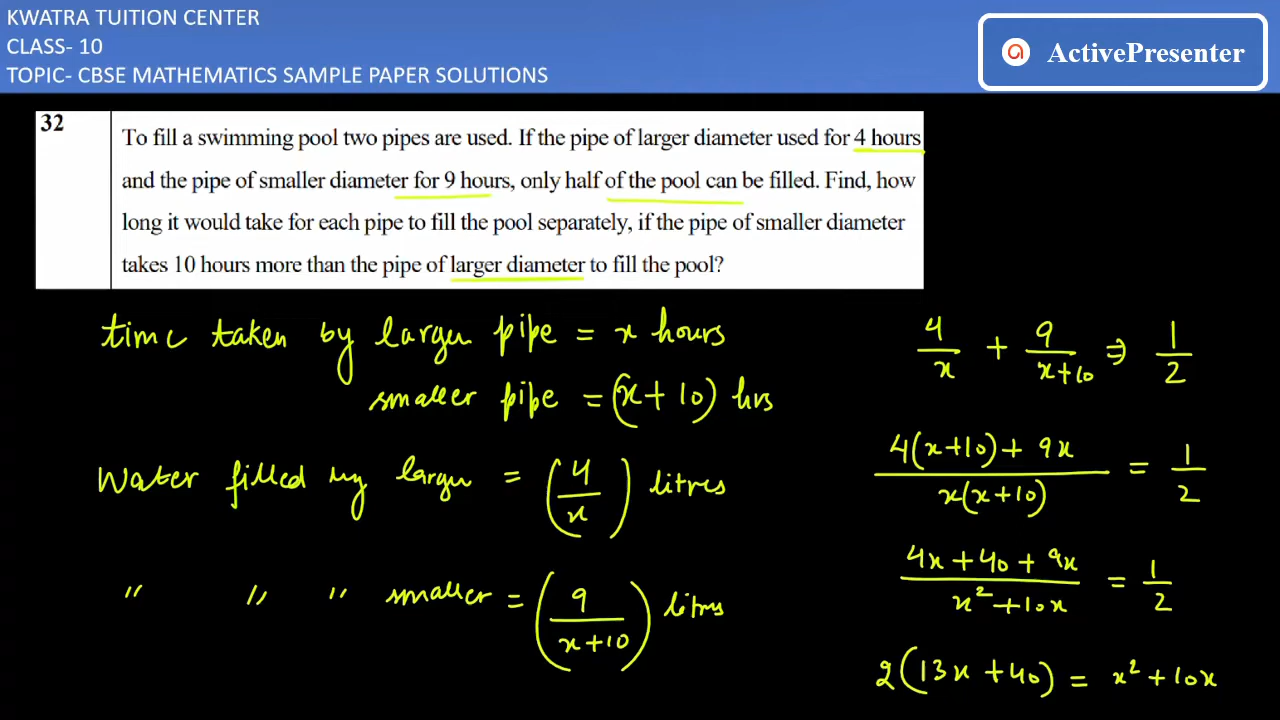 KWATRA TUITION CENTER
CLASS- 10
TOPIC- CBSE MATHEMATICS SAMPLE PAPER SOLUTIONS
ActivePresenter
32
To fill a swimming pool two pipes are used. If the pipe of larger diameter used for 4 hours
and the pipe of smaller diameter for 9 hours, only half of the pool can be filled. Find, how
long it would take for each pipe to fill the pool separately, if the pipe of smaller diameter
takes 10 hours more than the pipe of larger diameter to fill the pool?
time taken by larger pipe = x hours
smaller pipe = (x + 10) hrs
Water filled by larger = (4/x) litres
" " " smaller = (9/x+10) litres
4/x + 9/x+10 ⇒ 1/2
4(x+10) + 9x / x(x+10) = 1/2
4x + 40 + 9x / x² + 10x = 1/2
2(13x + 40) = x² + 10x